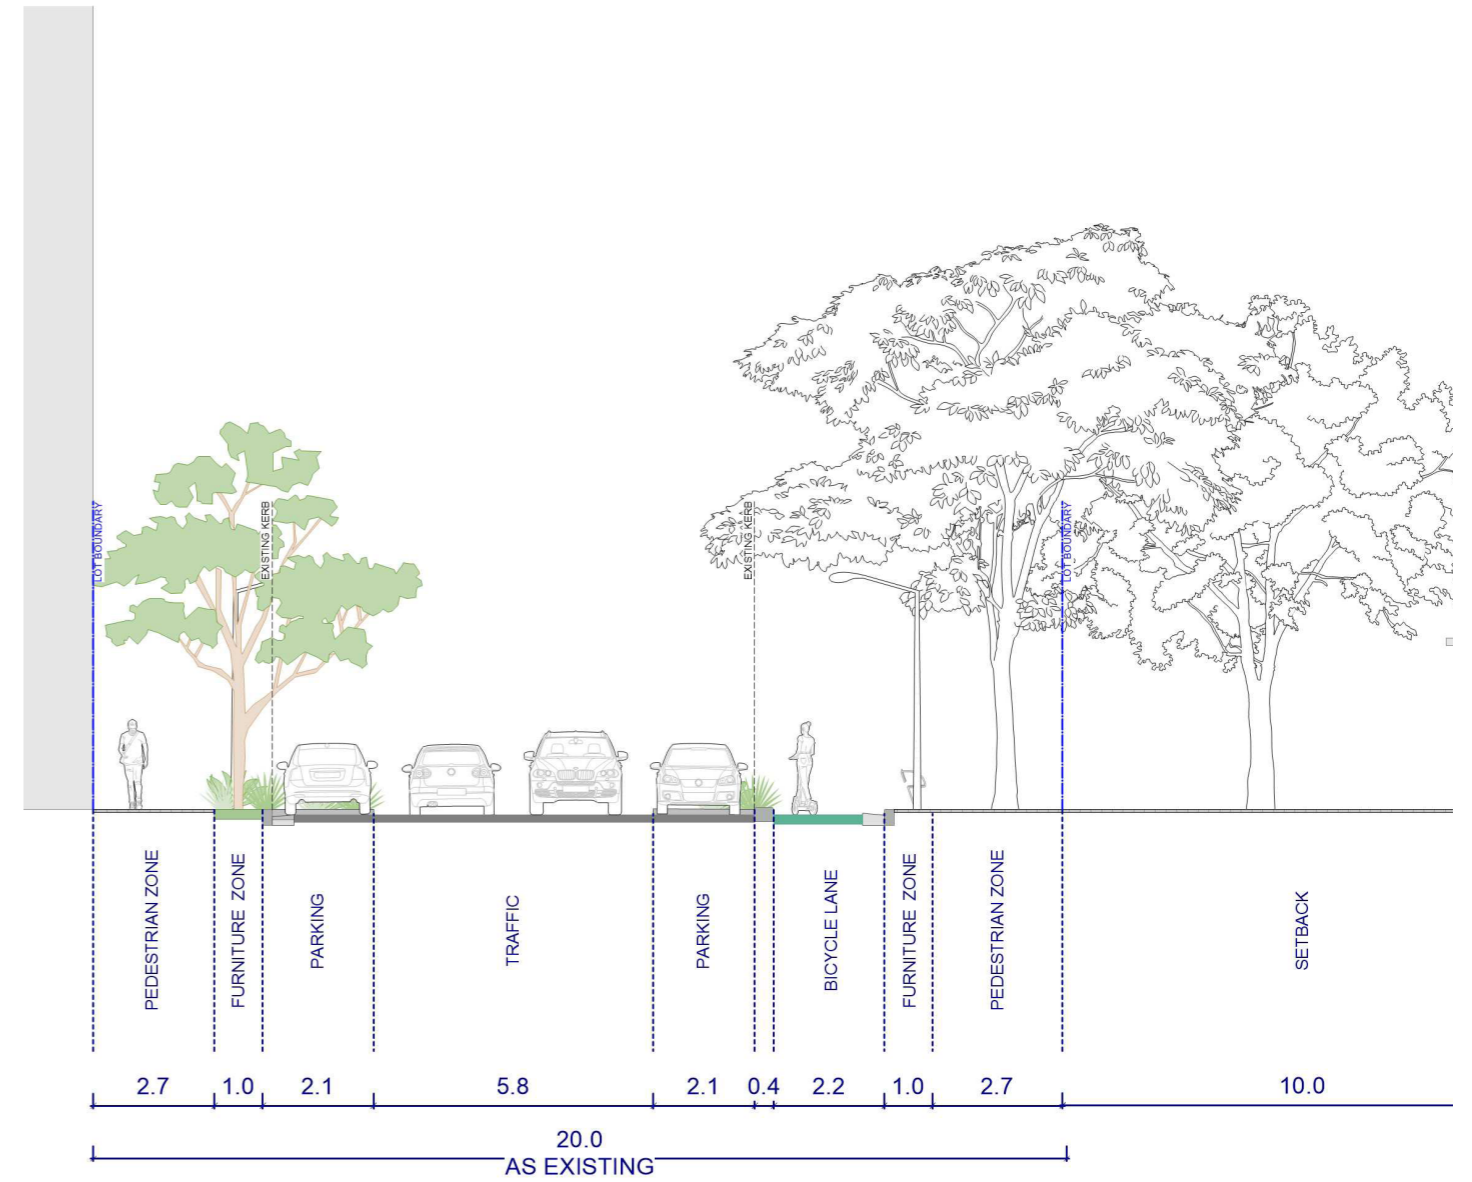 LOT BOUNDARY
EXISTING KERB
EXISTING KERB
LOT BOUNDARY
PEDESTRIAN ZONE
FURNITURE ZONE
PARKING
TRAFFIC
PARKING
BICYCLE LANE
FURNITURE ZONE
PEDESTRIAN ZONE
SETBACK
2.7 1.0 2.1 5.8 2.1 0.4 2.2 1.0 2.7 10.0
20.0
AS EXISTING